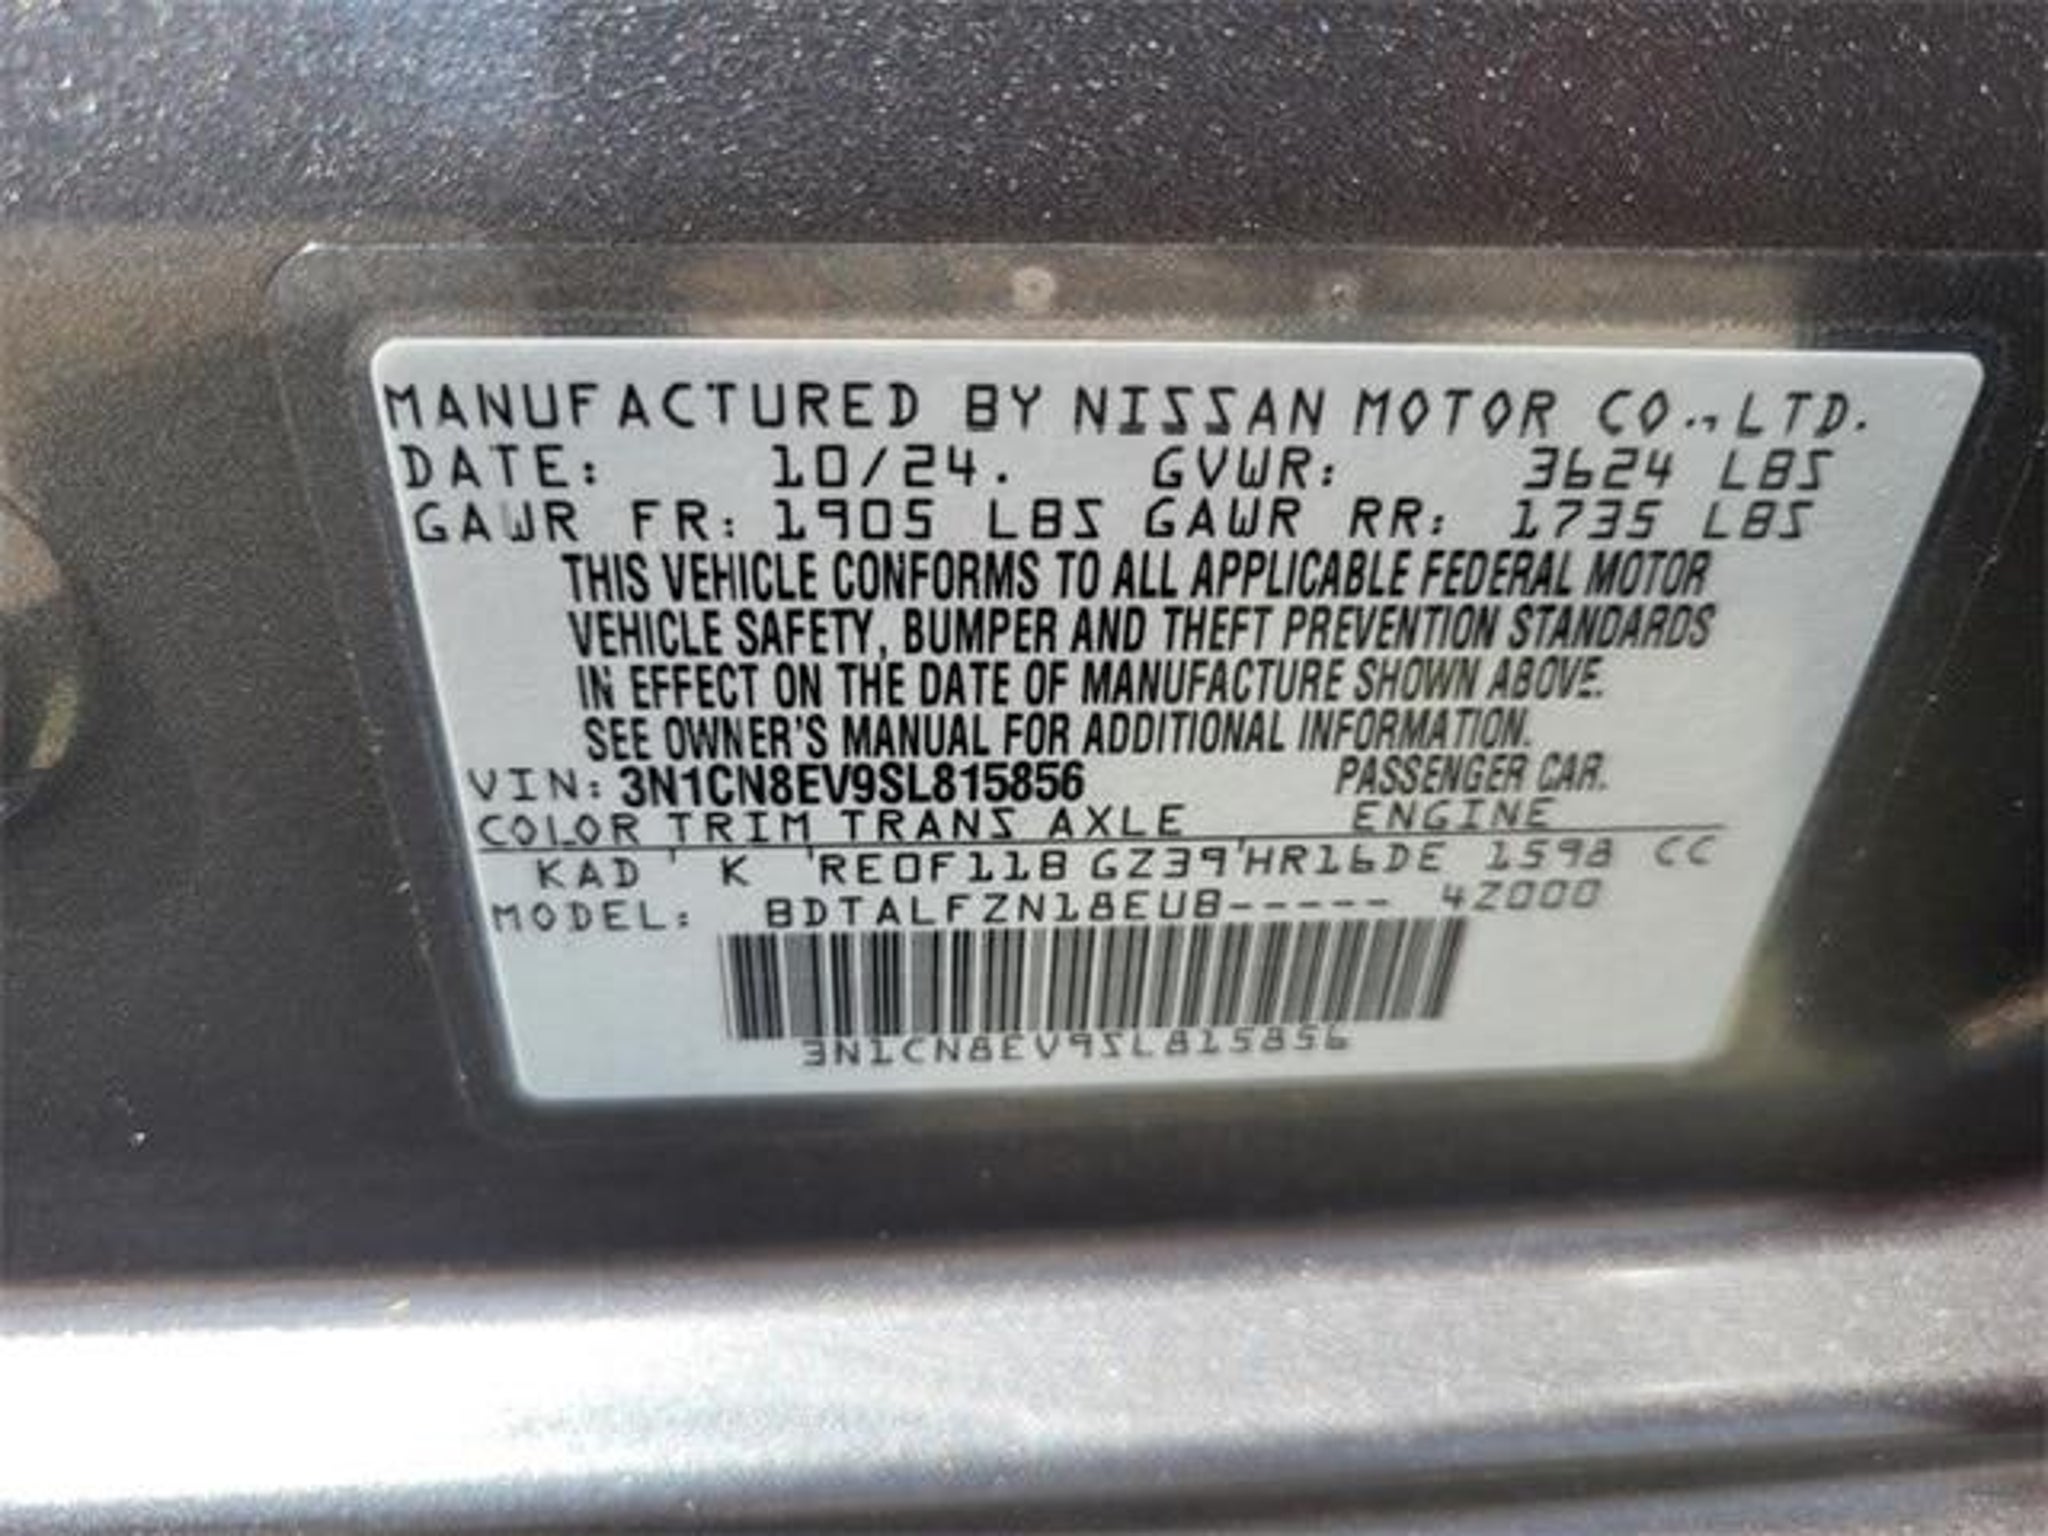 MANUFACTURED BY NISSAN MOTOR CO., LTD.
DATE: 10/24. GVWR: 3624 LBS
GAWR FR: 1905 LBS GAWR RR: 1735 LBS
THIS VEHICLE CONFORMS TO ALL APPLICABLE FEDERAL MOTOR
VEHICLE SAFETY, BUMPER AND THEFT PREVENTION STANDARDS
IN EFFECT ON THE DATE OF MANUFACTURE SHOWN ABOVE.
SEE OWNER'S MANUAL FOR ADDITIONAL INFORMATION.
VIN: 3N1CN8EV9SL815856 PASSENGER CAR.
COLOR TRIM TRANS AXLE ENGINE
KAD ' K 'RE0F11B GZ39'HR16DE 1598 CC
MODEL: BDTALFZN18EUB----- 4Z000
3N1CN8EV9SL815856